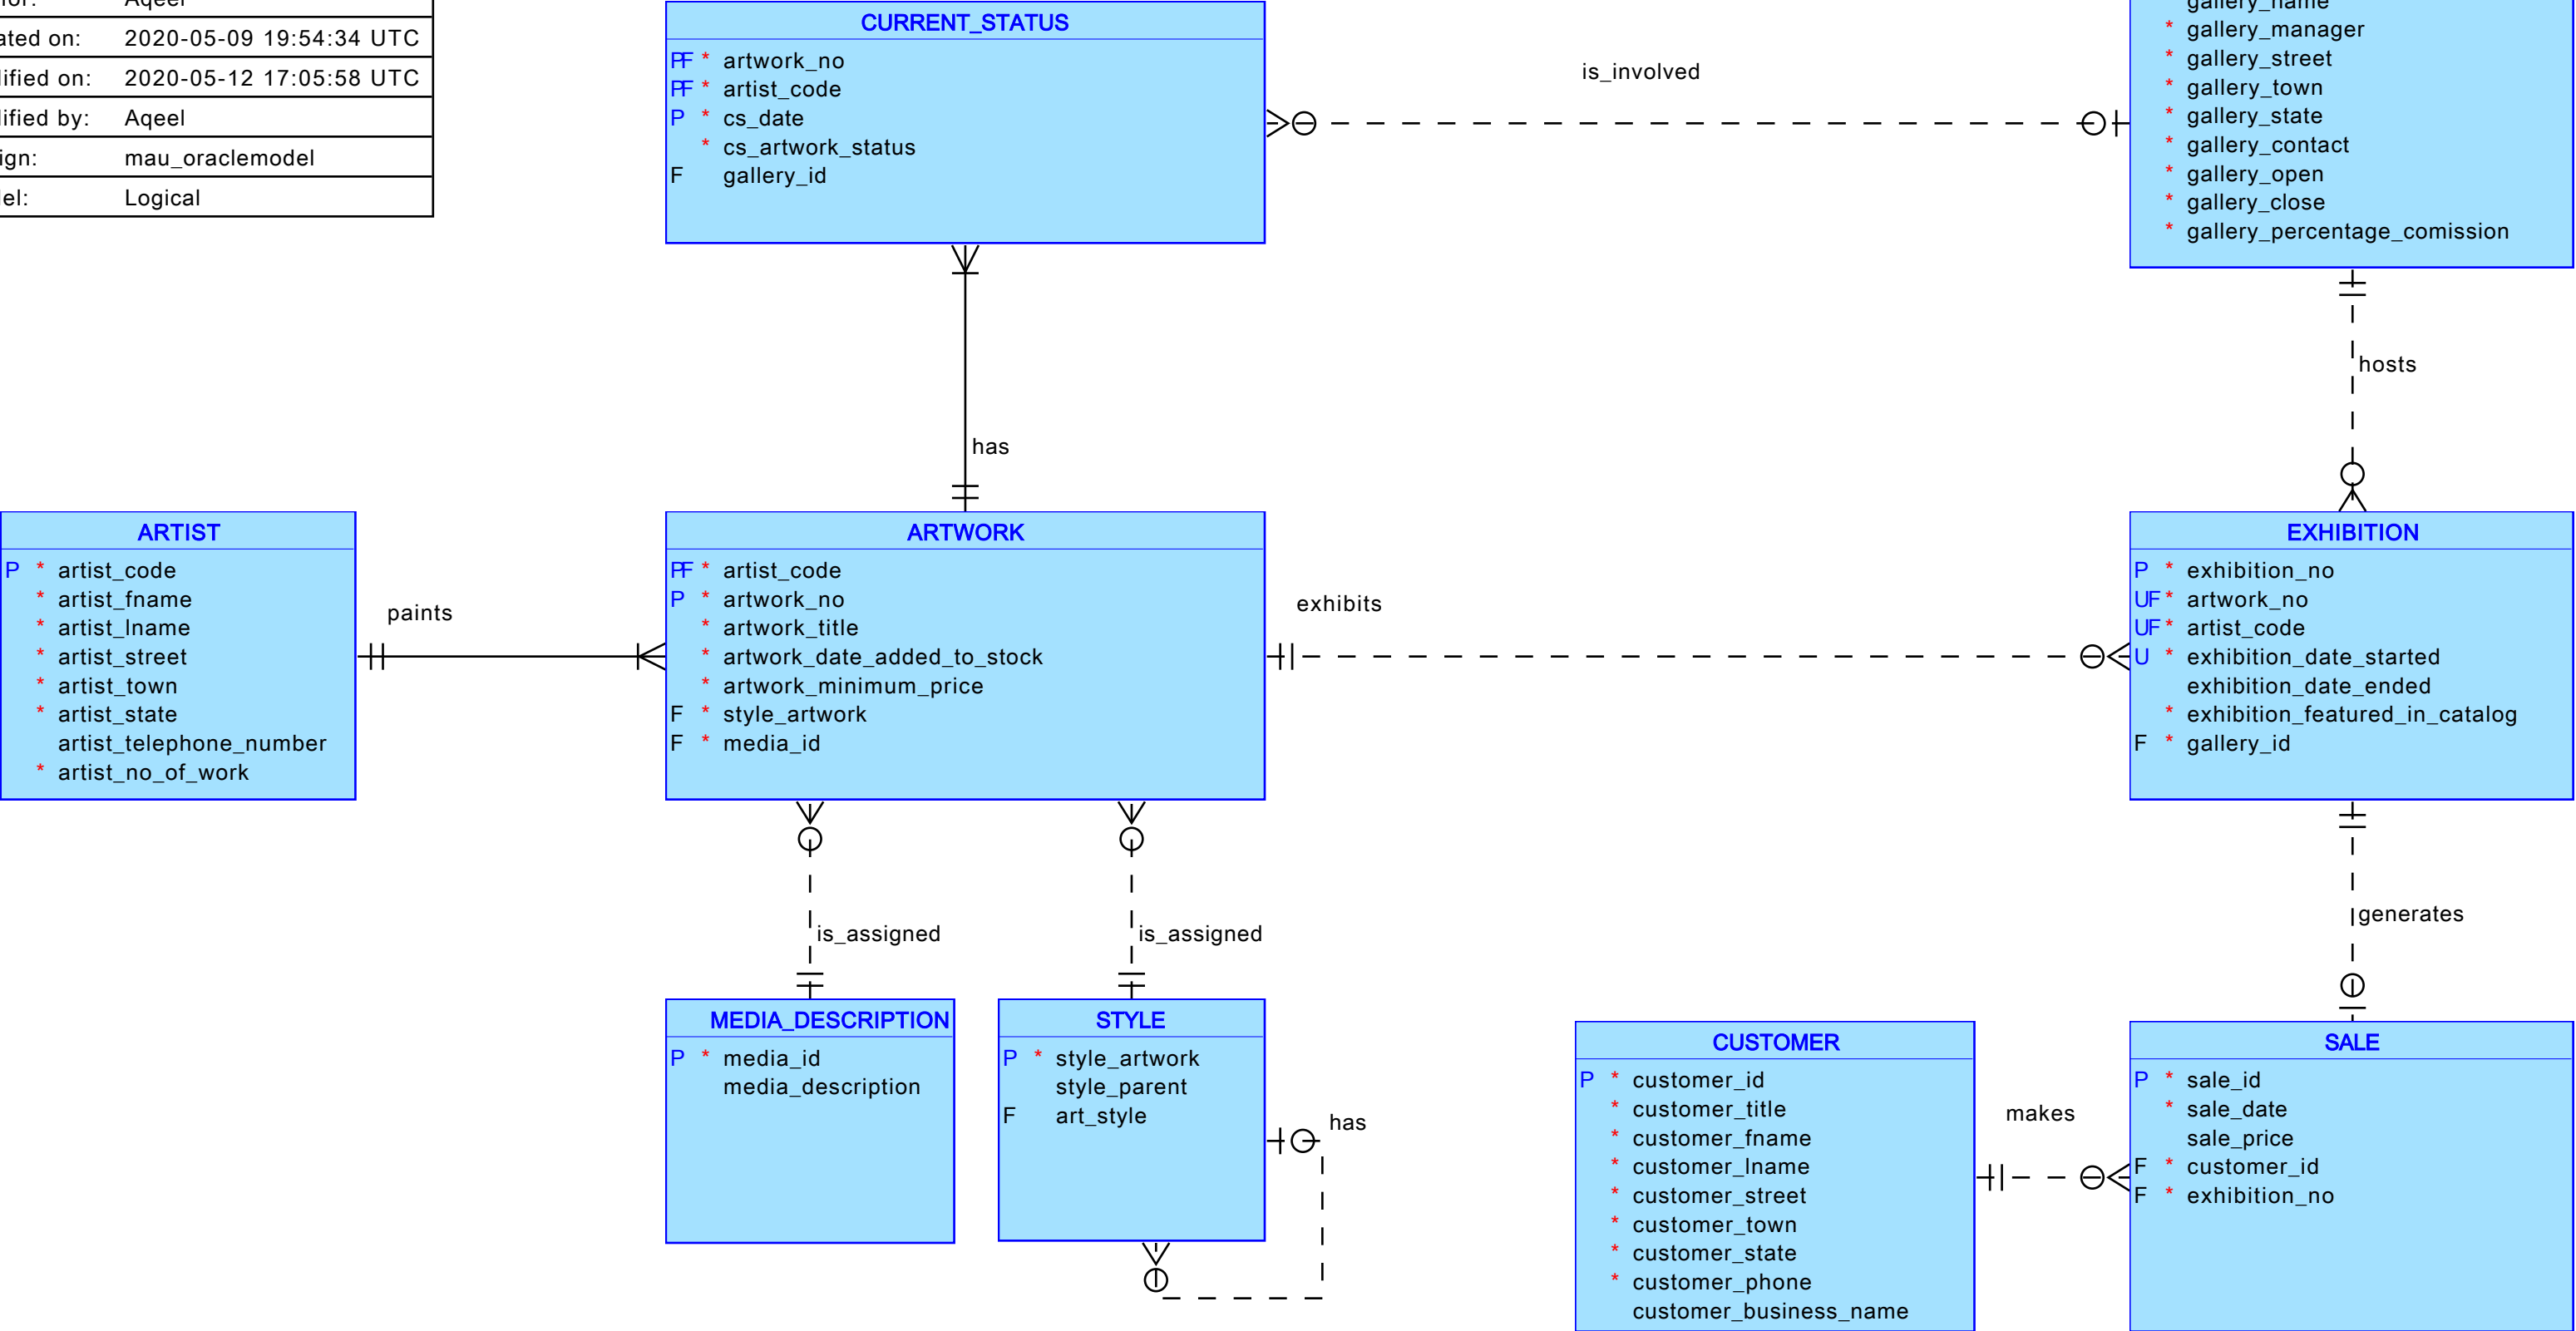 Aqeel
ated on: 2020-05-09 19:54:34 UTC
lified on: 2020-05-12 17:05:58 UTC
lified by: Aqeel
ign: mau_oraclemodel
lel: Logical
CURRENT_STATUS
PF * artwork_no
PF * artist_code
P * cs_date
* cs_artwork_status
F gallery_id
is_involved
gallery_name
* gallery_manager
* gallery_street
* gallery_town
* gallery_state
* gallery_contact
* gallery_open
* gallery_close
* gallery_percentage_comission
hosts
has
ARTIST
P * artist_code
* artist_fname
* artist_lname
* artist_street
* artist_town
* artist_state
artist_telephone_number
* artist_no_of_work
paints
ARTWORK
PF * artist_code
P * artwork_no
* artwork_title
* artwork_date_added_to_stock
* artwork_minimum_price
F * style_artwork
F * media_id
exhibits
EXHIBITION
P * exhibition_no
UF * artwork_no
UF * artist_code
U * exhibition_date_started
exhibition_date_ended
* exhibition_featured_in_catalog
F * gallery_id
is_assigned
is_assigned
generates
MEDIA_DESCRIPTION
P * media_id
media_description
STYLE
P * style_artwork
style_parent
F art_style
has
CUSTOMER
P * customer_id
* customer_title
* customer_fname
* customer_lname
* customer_street
* customer_town
* customer_state
* customer_phone
customer_business_name
makes
SALE
P * sale_id
* sale_date
sale_price
F * customer_id
F * exhibition_no